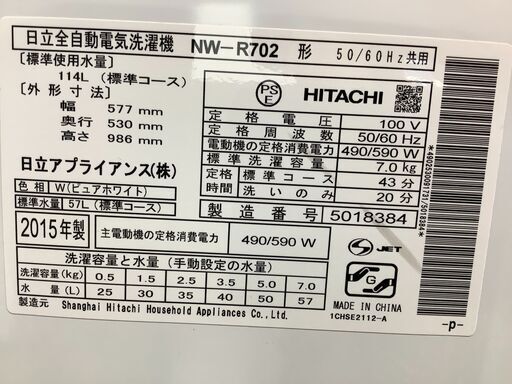 日立全自動電気洗濯機 NW-R702 形 50/60Hz共用
〔標準使用水量〕
114L (標準コース)
〔外形寸法〕
幅 577 mm
奥行 530 mm
高さ 986 mm
日立アプライアンス(株)
色相 W(ピュアホワイト)
標準水量 57L (標準コース)
2015年製
PS
E
HITACHI
定格電圧 100 V
定格周波数 50/60 Hz
電動機の定格消費電力 490/590 W
標準洗濯容量 7.0 kg
定格時間 標準コース 43 分
洗いのみ 20 分
製造番号 5018384
主電動機の定格消費電力 490/590 W
洗濯容量と水量 (手動設定の水量)
洗濯容量(kg) 0.5 1.5 2.5 3.5 5.0 7.0
水量(L) 25 30 35 40 50 57
製造元 Shanghai Hitachi Household Appliances Co., Ltd.
S JET
G
MADE IN CHINA
1CHSE2112-A
-p-